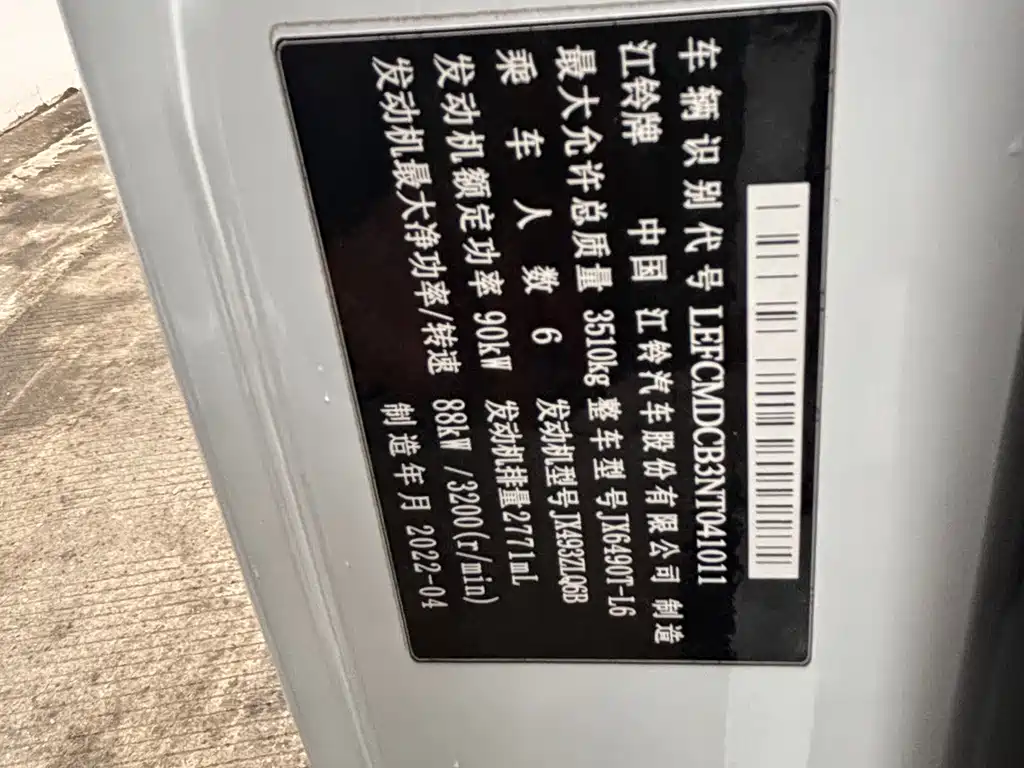 车辆识别代号 LEFCMDCB3NT041011
江铃牌 中国 江铃汽车股份有限公司 制造
最大允许总质量 3510kg 整车型号 JX6490T-L6
乘车人数 6 发动机型号 JX493ZLQ6B
发动机额定功率 90kW 发动机排量 2771mL
发动机最大净功率/转速 88kW /3200(r/min)
制造年月 2022-04